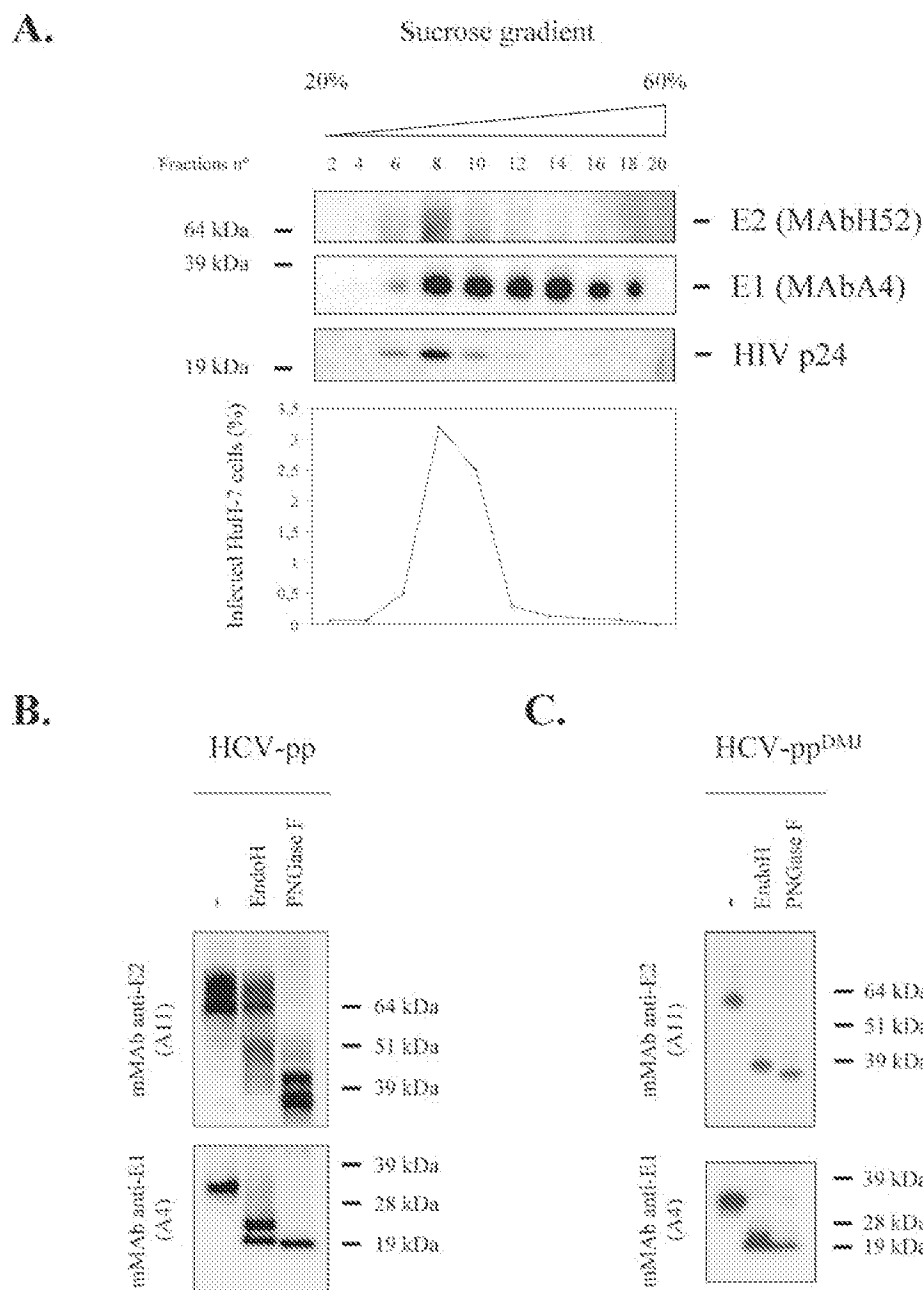 A.
Sucrose gradient
20% 60%
Fractions n° 2 4 6 8 10 12 14 16 18 20
64 kDa E2 (MAbH52)
39 kDa
E1 (MAbA4)
19 kDa HIV p24
Infected HuH-7 cells (%)
3,5
3
2,5
2
1,5
1
0,5
0
B.
HCV-pp
- EndoH PNGase F
mMAb anti-E2 (A11)
64 kDa
51 kDa
39 kDa
mMAb anti-E1 (A4)
39 kDa
28 kDa
19 kDa
C.
HCV-ppDMJ
- EndoH PNGase F
mMAb anti-E2 (A11)
64 kDa
51 kDa
39 kDa
mMAb anti-E1 (A4)
39 kDa
28 kDa
19 kDa